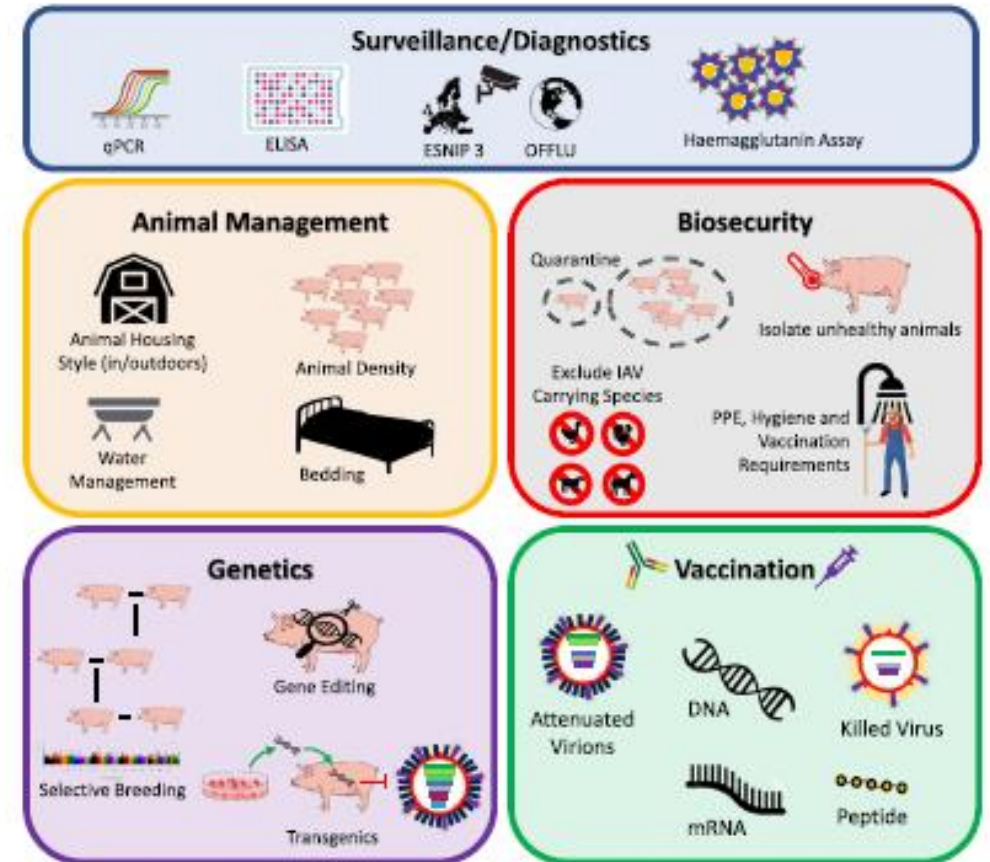 Surveillance/Diagnostics
qPCR
ELISA
ESNIP 3
OFFLU
Haemagglutanin Assay
Animal Management
Animal Housing
Style (in/outdoors)
Animal Density
Water
Management
Bedding
Biosecurity
Quarantine
Isolate unhealthy animals
Exclude IAV
Carrying Species
PPE, Hygiene and
Vaccination
Requirements
Genetics
Gene Editing
Selective Breeding
Transgenics
Vaccination
Attenuated
Virions
DNA
Killed Virus
mRNA
Peptide